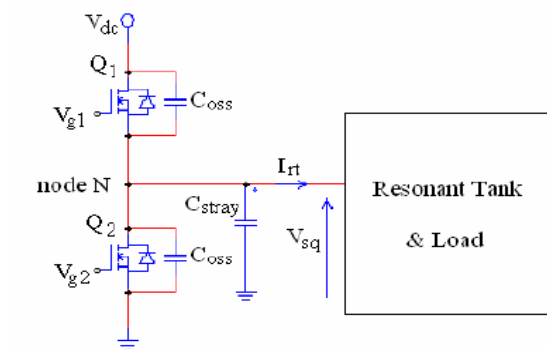 Vdc
Q1
Coss
Vg1
node N
Irt
Cstray
Resonant Tank
& Load
Q2
Vsq
Vg2
Coss